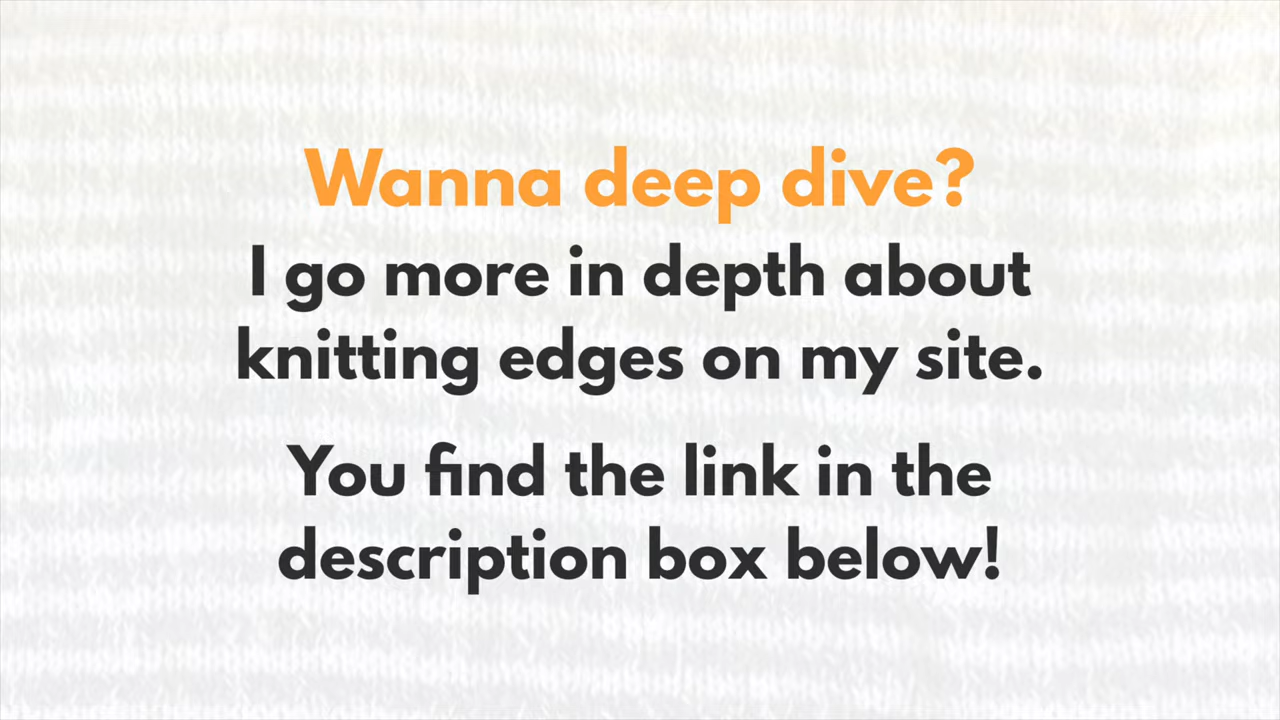 Wanna deep dive?
I go more in depth about
knitting edges on my site.
You find the link in the
description box below!